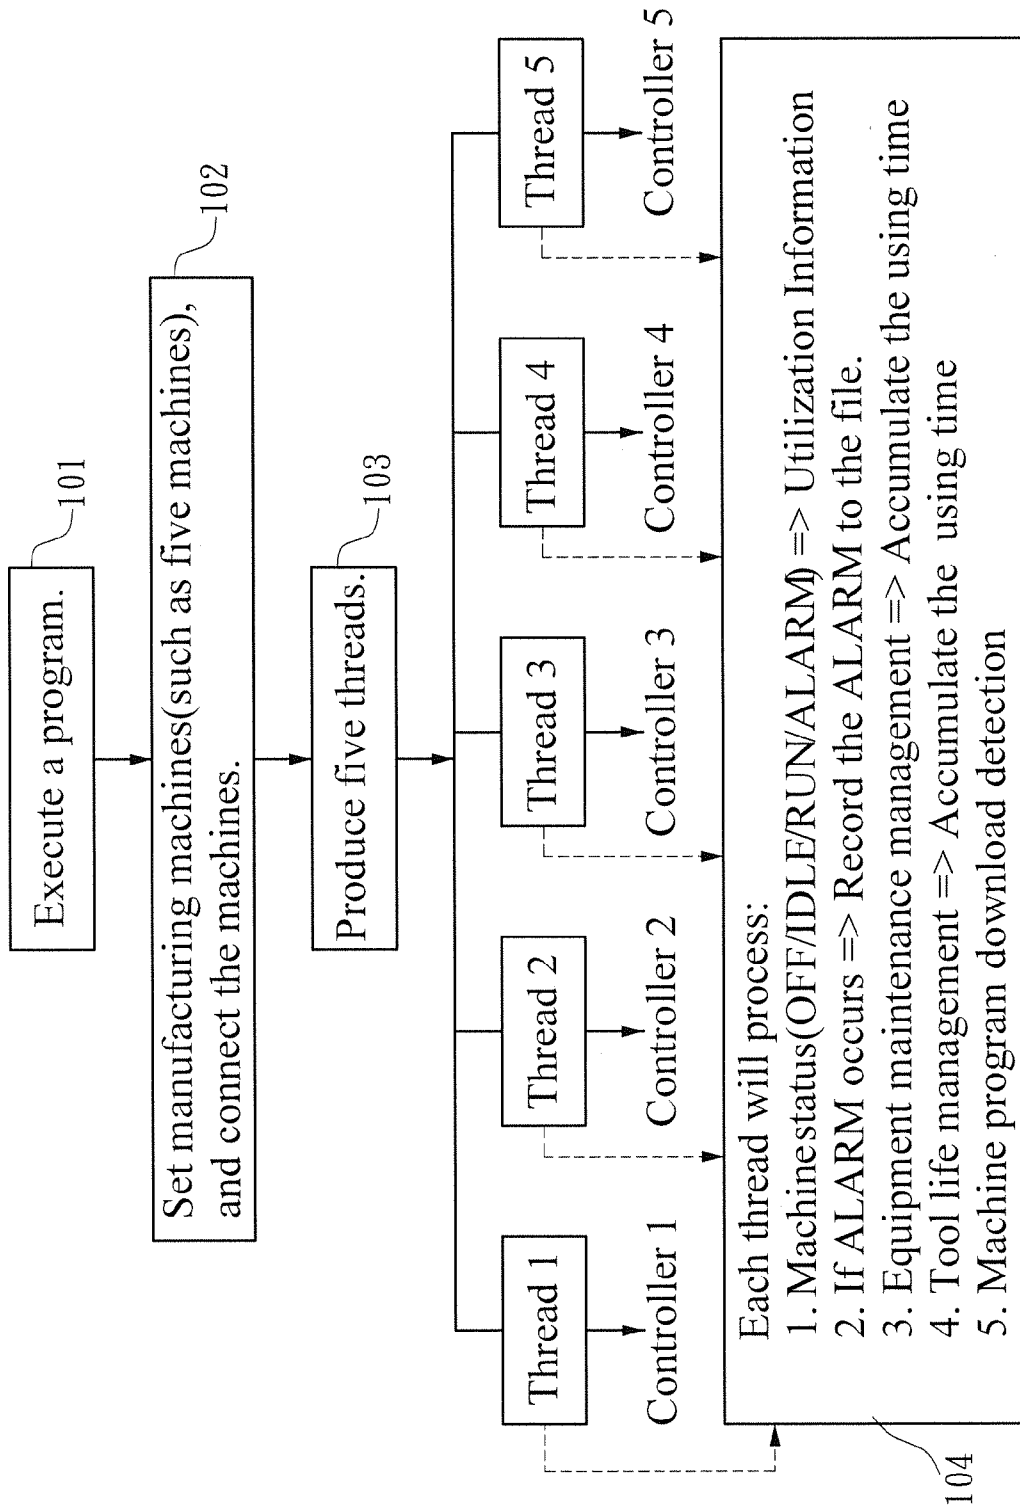 Execute a program.
101
Set manufacturing machines(such as five machines),
and connect the machines.
102
Produce five threads.
103
Thread 1
Thread 2
Thread 3
Thread 4
Thread 5
Controller 1
Controller 2
Controller 3
Controller 4
Controller 5
Each thread will process:
1. Machine status(OFF/IDLE/RUN/ALARM) => Utilization Information
2. If ALARM occurs => Record the ALARM to the file.
3. Equipment maintenance management => Accumulate the using time
4. Tool life management => Accumulate the using time
5. Machine program download detection
104